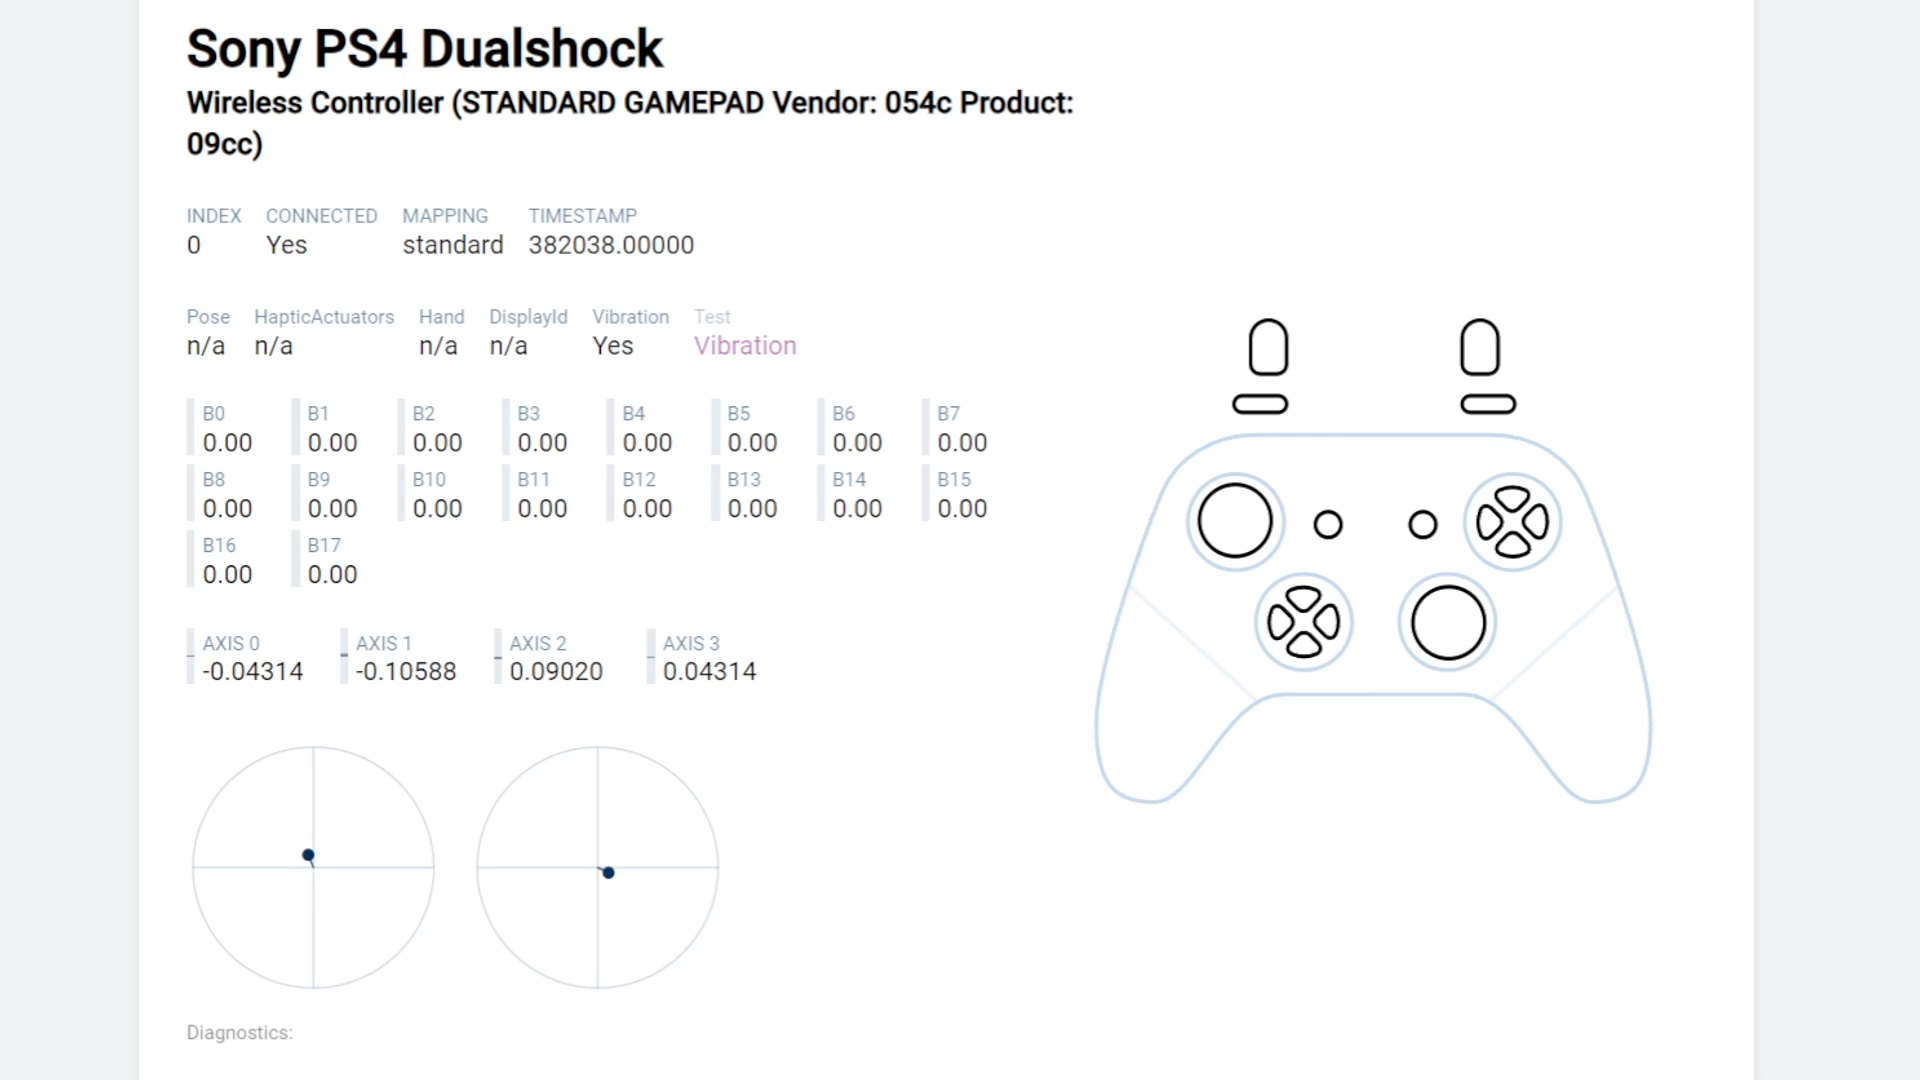 Sony PS4 Dualshock
Wireless Controller (STANDARD GAMEPAD Vendor: 054c Product:
09cc)
INDEX CONNECTED MAPPING TIMESTAMP
0 Yes standard 382038.00000
Pose HapticActuators Hand DisplayId Vibration Test
n/a n/a n/a n/a Yes Vibration
B0 B1 B2 B3 B4 B5 B6 B7
0.00 0.00 0.00 0.00 0.00 0.00 0.00 0.00
B8 B9 B10 B11 B12 B13 B14 B15
0.00 0.00 0.00 0.00 0.00 0.00 0.00 0.00
B16 B17
0.00 0.00
AXIS 0 AXIS 1 AXIS 2 AXIS 3
-0.04314 -0.10588 0.09020 0.04314
Diagnostics: